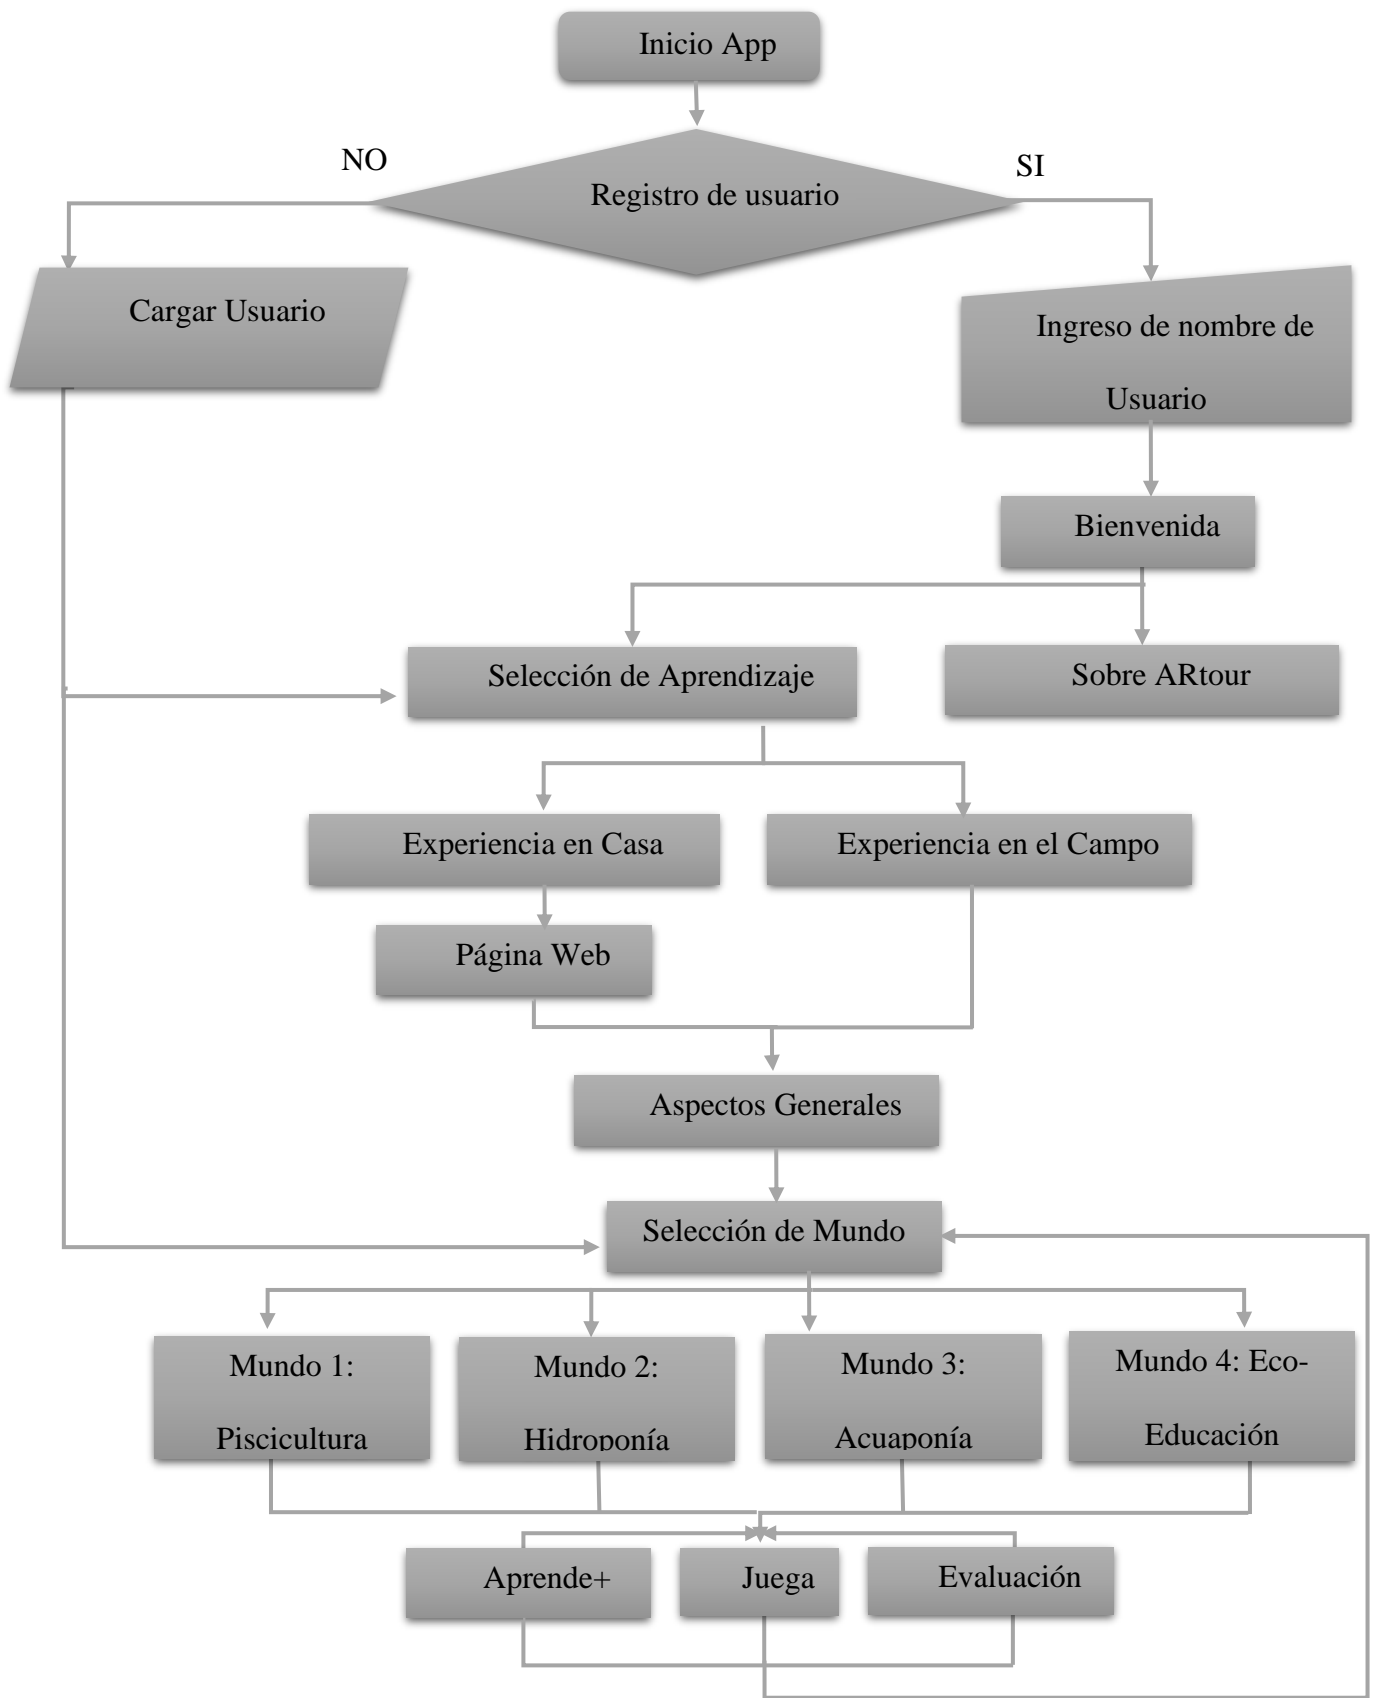 Inicio App
NO
SI
Registro de usuario
Cargar Usuario
Ingreso de nombre de
Usuario
Bienvenida
Selección de Aprendizaje
Sobre ARtour
Experiencia en Casa
Experiencia en el Campo
Página Web
Aspectos Generales
Selección de Mundo
Mundo 1:
Piscicultura
Mundo 2:
Hidroponía
Mundo 3:
Acuaponía
Mundo 4: Eco-
Educación
Aprende+
Juega
Evaluación